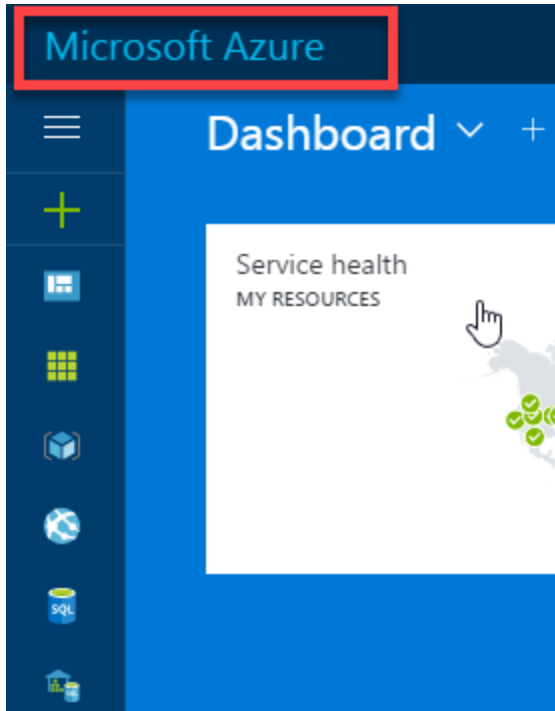 Microsoft Azure
Dashboard
Service health
MY RESOURCES
SQL